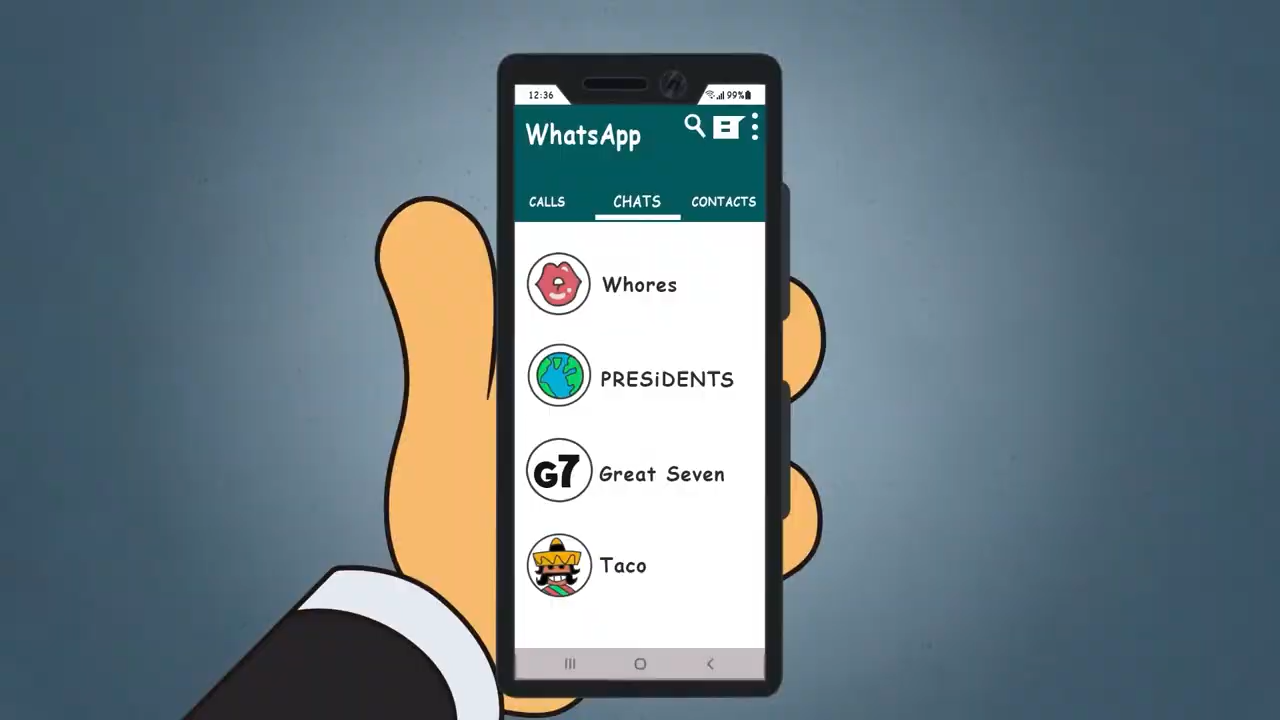 12:36 99%
WhatsApp
CALLS CHATS CONTACTS
Whores
PRESiDENTS
G7 Great Seven
Taco